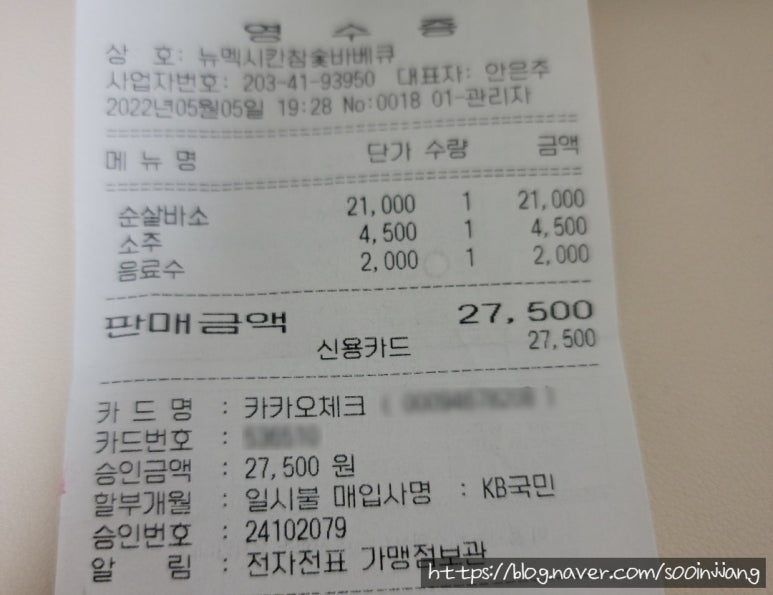 영 수 증
상 호: 뉴멕시칸참숯바베큐
사업자번호: 203-41-93950 대표자: 안은주
2022년05월05일 19:28 No:0018 01-관리자
메 뉴 명 단가 수량 금액
순살바소 21,000 1 21,000
소주 4,500 1 4,500
음료수 2,000 1 2,000
판매금액 27,500
신용카드 27,500
카 드 명 : 카카오체크
카드번호 :
승인금액 : 27,500 원
할부개월 : 일시불 매입사명 : KB국민
승인번호 : 24102079
알 림 : 전자전표 가맹점보관
https://blog.naver.com/sooinjjang